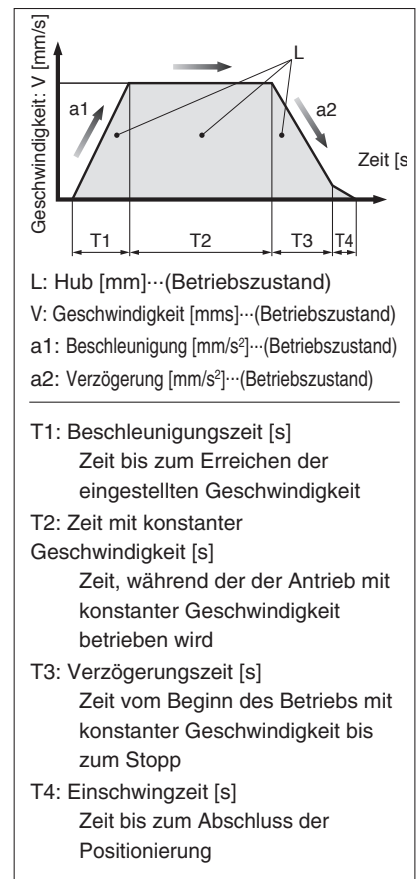 Geschwindigkeit: V [mm/s]
L
a1
a2
Zeit [s
T1 T2 T3 T4
L: Hub [mm]···(Betriebszustand)
V: Geschwindigkeit [mms]···(Betriebszustand)
a1: Beschleunigung [mm/s²]···(Betriebszustand)
a2: Verzögerung [mm/s²]···(Betriebszustand)
T1: Beschleunigungszeit [s]
Zeit bis zum Erreichen der
eingestellten Geschwindigkeit
T2: Zeit mit konstanter
Geschwindigkeit [s]
Zeit, während der der Antrieb mit
konstanter Geschwindigkeit
betrieben wird
T3: Verzögerungszeit [s]
Zeit vom Beginn des Betriebs mit
konstanter Geschwindigkeit bis
zum Stopp
T4: Einschwingzeit [s]
Zeit bis zum Abschluss der
Positionierung